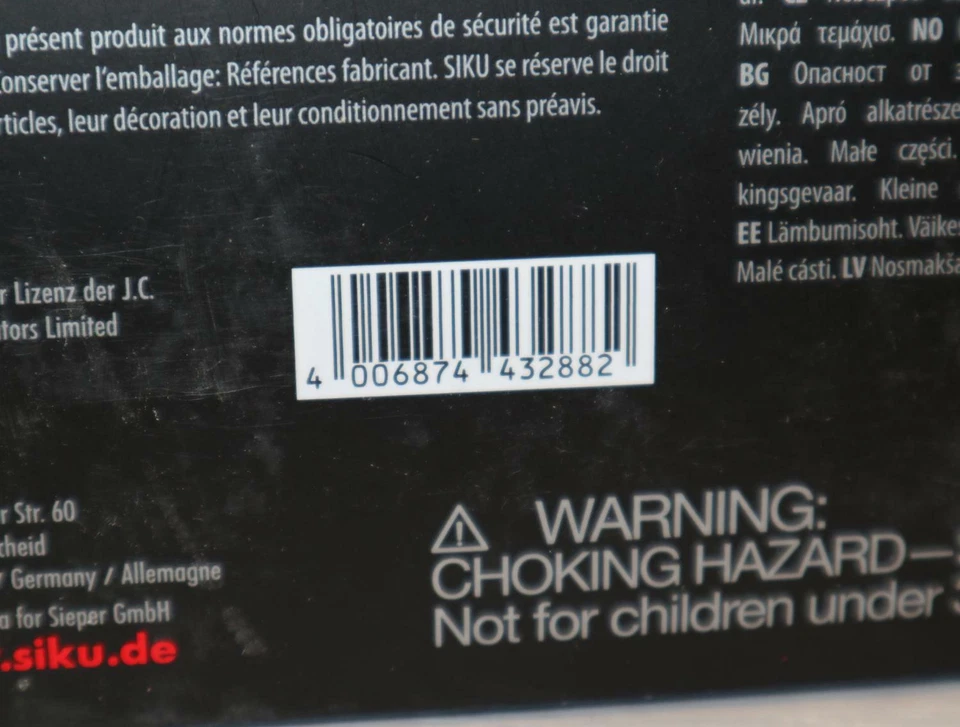 présent produit aux normes obligatoires de sécurité est garantie
Conserver l'emballage: Références fabricant. SIKU se réserve le droit
rticles, leur décoration et leur conditionnement sans préavis.
Μικρά τεμάχια. NO
BG Опасност от з
zély. Apró alkatrésze
wienia. Małe części.
kingsgevaar. Kleine
EE Lämbumisoht. Väikes
Malé cásti. LV Nosmakša
r Lizenz der J.C.
tors Limited
4 006874 432882
r Str. 60
cheid
/ Germany / Allemagne
a for Sieper GmbH
.siku.de
WARNING:
CHOKING HAZARD—
Not for children under